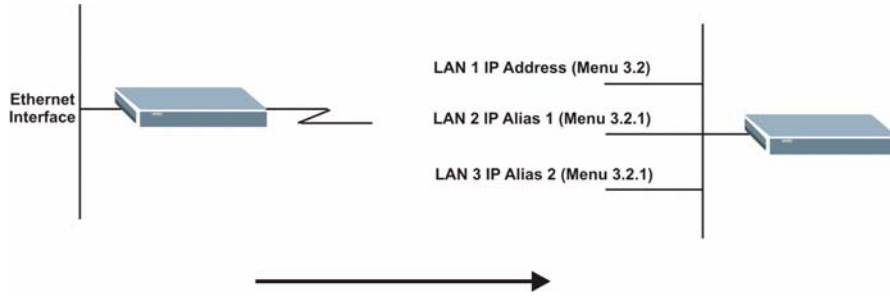 Ethernet
Interface
LAN 1 IP Address (Menu 3.2)
LAN 2 IP Alias 1 (Menu 3.2.1)
LAN 3 IP Alias 2 (Menu 3.2.1)